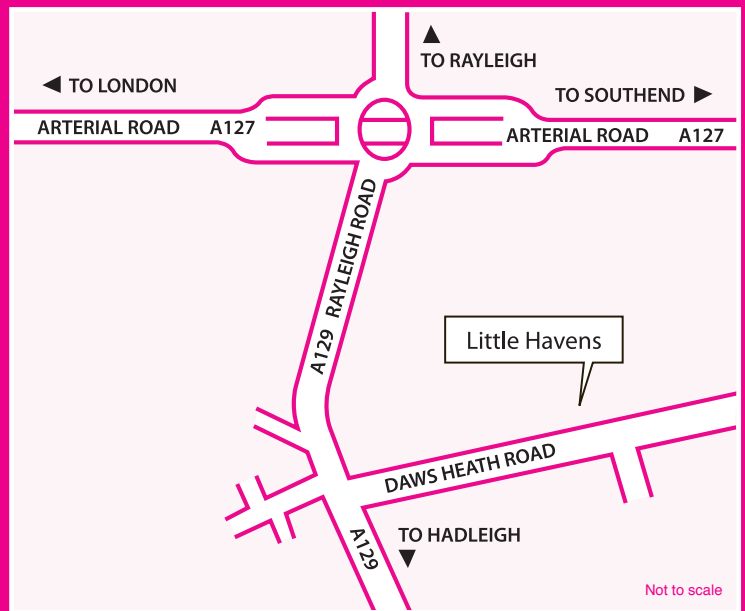 TO RAYLEIGH
TO LONDON
TO SOUTHEND
ARTERIAL ROAD A127
ARTERIAL ROAD A127
A129 RAYLEIGH ROAD
Little Havens
DAWS HEATH ROAD
A129
TO HADLEIGH
Not to scale